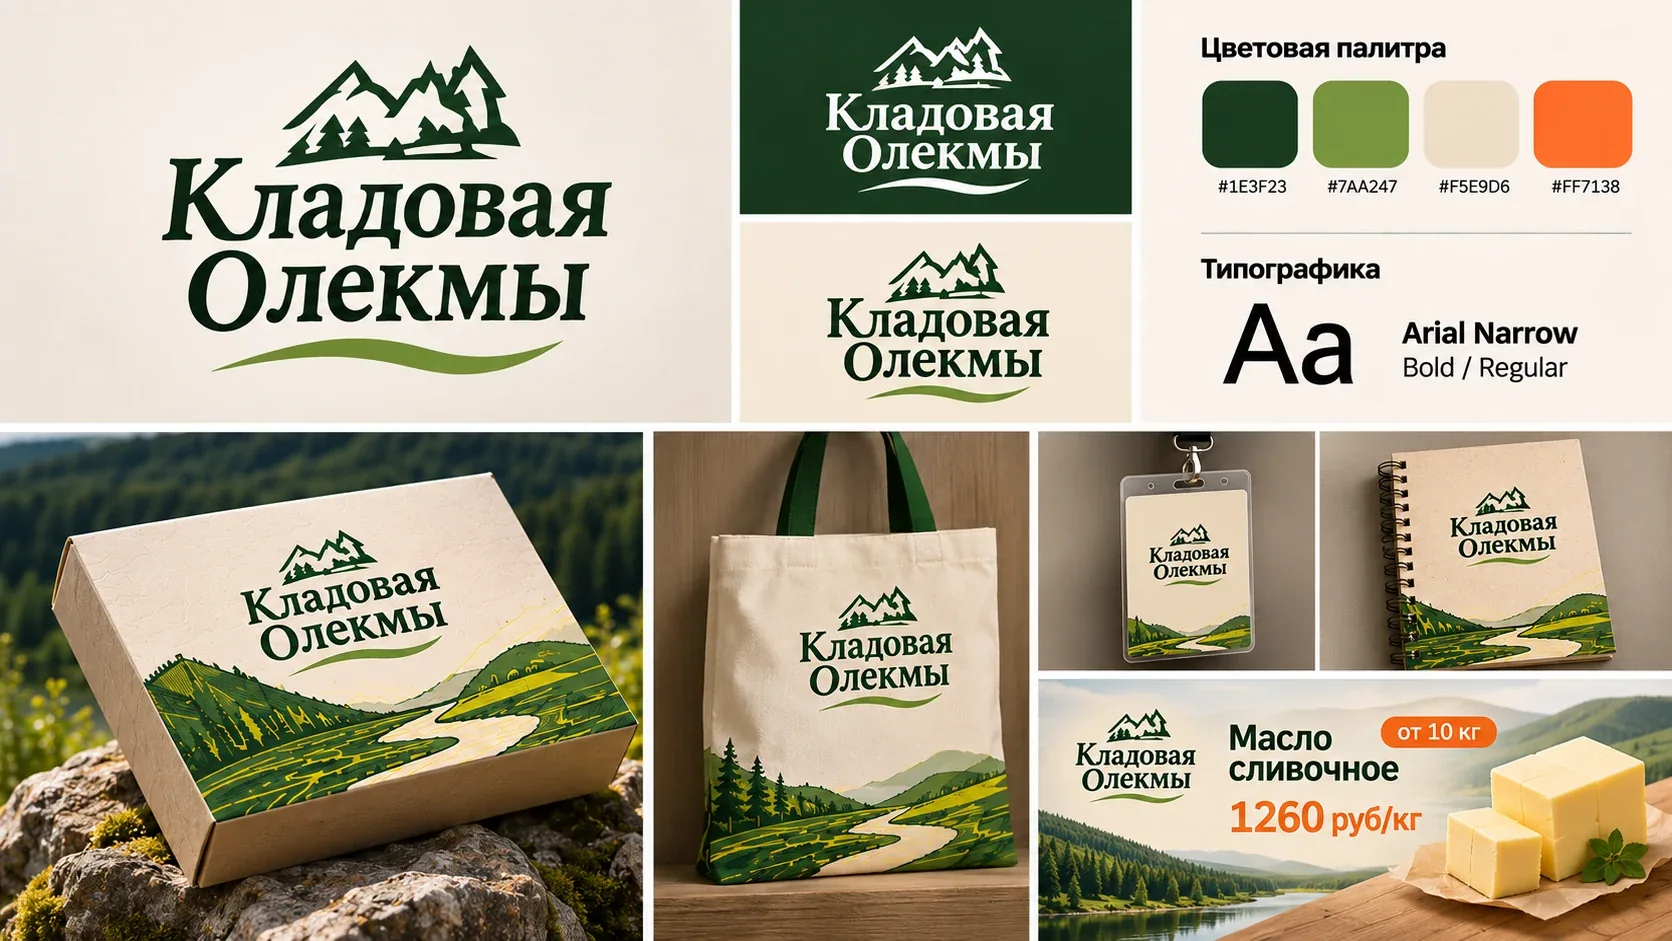 Кладовая
Олекмы
Кладовая
Олекмы
Кладовая
Олекмы
Цветовая палитра
#1E3F23
#7AA247
#F5E9D6
#FF7138
Типографика
Aa
Arial Narrow
Bold / Regular
Кладовая
Олекмы
Кладовая
Олекмы
Кладовая
Олекмы
Кладовая
Олекмы
Кладовая
Олекмы
Масло
сливочное
от 10 кг
1260 руб/кг